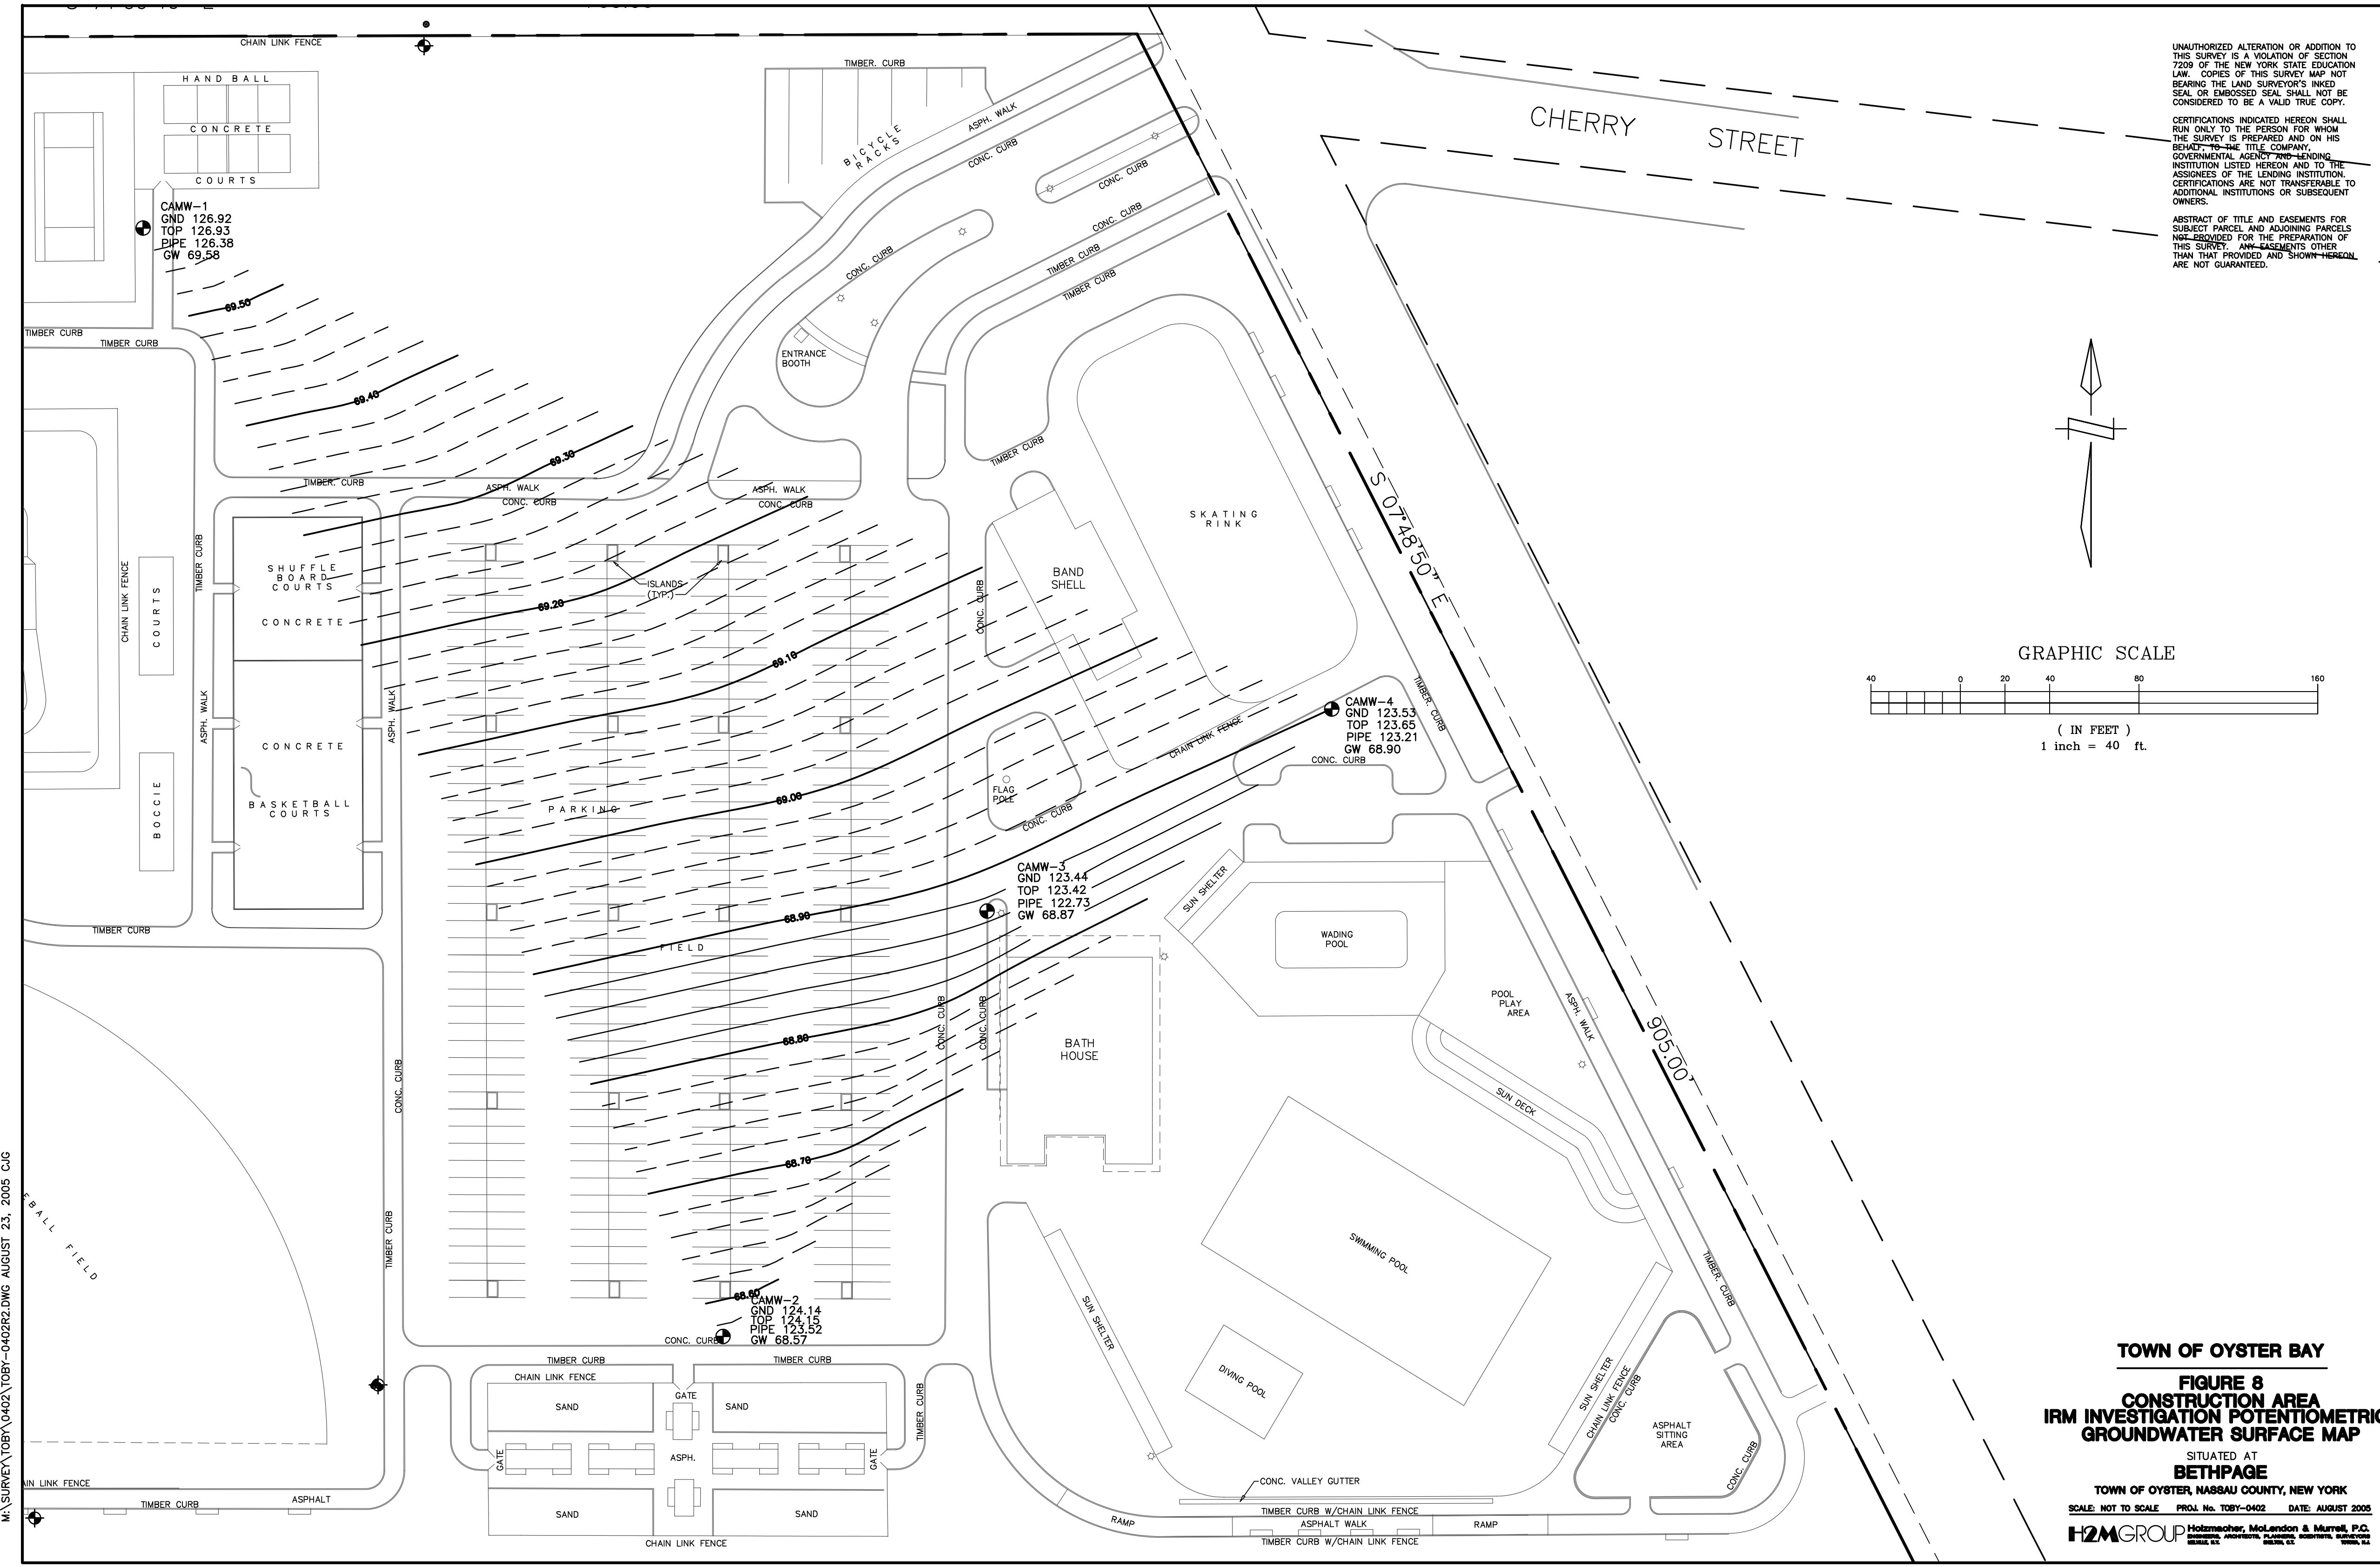 CHAIN LINK FENCE
HAND BALL
CONCRETE
COURTS
CAMW-1
GND 126.92
TOP 126.93
PIPE 126.38
GW 69.58
TIMBER CURB
TIMBER CURB
TIMBER. CURB
BICYCLE
RACKS
ASPH. WALK
CONC. CURB
CONC. CURB
CONC. CURB
CONC. CURB
TIMBER CURB
TIMBER CURB
ENTRANCE
BOOTH
TIMBER CURB
CHERRY STREET
UNAUTHORIZED ALTERATION OR ADDITION TO
THIS SURVEY IS A VIOLATION OF SECTION
7209 OF THE NEW YORK STATE EDUCATION
LAW. COPIES OF THIS SURVEY MAP NOT
BEARING THE LAND SURVEYOR'S INKED
SEAL OR EMBOSSED SEAL SHALL NOT BE
CONSIDERED TO BE A VALID TRUE COPY.
CERTIFICATIONS INDICATED HEREON SHALL
RUN ONLY TO THE PERSON FOR WHOM
THE SURVEY IS PREPARED AND ON HIS
BEHALF, TO THE TITLE COMPANY,
GOVERNMENTAL AGENCY AND LENDING
INSTITUTION LISTED HEREON AND TO THE
ASSIGNEES OF THE LENDING INSTITUTION.
CERTIFICATIONS ARE NOT TRANSFERABLE TO
ADDITIONAL INSTITUTIONS OR SUBSEQUENT
OWNERS.
ABSTRACT OF TITLE AND EASEMENTS FOR
SUBJECT PARCEL AND ADJOINING PARCELS
NOT PROVIDED FOR THE PREPARATION OF
THIS SURVEY. ANY EASEMENTS OTHER
THAN THAT PROVIDED AND SHOWN HEREON
ARE NOT GUARANTEED.
69.50
69.40
69.30
69.20
69.10
69.00
68.90
68.80
68.70
68.60
TIMBER. CURB
ASPH. WALK
CONC. CURB
ASPH. WALK
CONC. CURB
SHUFFLE
BOARD
COURTS
CONCRETE
CONCRETE
BASKETBALL
COURTS
CHAIN LINK FENCE
COURTS
BOCCIE
TIMBER CURB
ASPH. WALK
ASPH. WALK
TIMBER CURB
ISLANDS
(TYP.)
PARKING
FIELD
CONC. CURB
BAND
SHELL
SKATING
RINK
S 07°48'50" E
905.00'
FLAG
POLE
CONC. CURB
CHAIN LINK FENCE
CAMW-4
GND 123.53
TOP 123.65
PIPE 123.21
GW 68.90
CONC. CURB
TIMBER. CURB
GRAPHIC SCALE
40 0 20 40 80 160
( IN FEET )
1 inch = 40 ft.
CAMW-3
GND 123.44
TOP 123.42
PIPE 122.73
GW 68.87
SUN SHELTER
WADING
POOL
POOL
PLAY
AREA
ASPH. WALK
CONC. CURB
CONC. CURB
BATH
HOUSE
SUN DECK
CONC. CURB
TIMBER CURB
SWIMMING POOL
DIVING POOL
SUN SHELTER
SUN SHELTER
CHAIN LINK FENCE
CONC. CURB
TIMBER. CURB
ASPHALT
SITTING
AREA
CONC. CURB
CAMW-2
GND 124.14
TOP 124.15
PIPE 123.52
GW 68.57
CONC. CURB
TIMBER CURB
TIMBER CURB
CHAIN LINK FENCE
GATE
SAND
SAND
GATE
ASPH.
GATE
SAND
SAND
TIMBER CURB
CHAIN LINK FENCE
FIELD
TIMBER CURB
ASPHALT
CONC. VALLEY GUTTER
TIMBER CURB W/CHAIN LINK FENCE
RAMP
ASPHALT WALK
RAMP
TIMBER CURB W/CHAIN LINK FENCE
M:\SURVEY\TOBY\0402\TOBY-0402R2.DWG AUGUST 23, 2005 CJG
TOWN OF OYSTER BAY
FIGURE 8
CONSTRUCTION AREA
IRM INVESTIGATION POTENTIOMETRIC
GROUNDWATER SURFACE MAP
SITUATED AT
BETHPAGE
TOWN OF OYSTER, NASSAU COUNTY, NEW YORK
SCALE: NOT TO SCALE PROJ. No. TOBY-0402 DATE: AUGUST 2005
H2MGROUP Holzmacher, McLendon & Murrell, P.C.